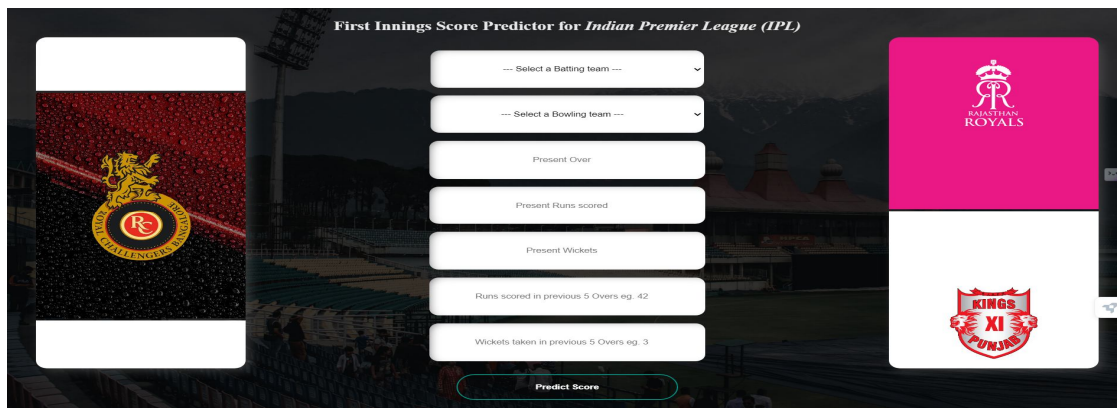 First Innings Score Predictor for Indian Premier League (IPL)
--- Select a Batting team ---
--- Select a Bowling team ---
Present Over
Present Runs scored
Present Wickets
Runs scored in previous 5 Overs eg. 42
Wickets taken in previous 5 Overs eg. 3
Predict Score
RC
ROYAL CHALLENGERS BANGALORE
RAJASTHAN
ROYALS
KINGS
XI
PUNJAB